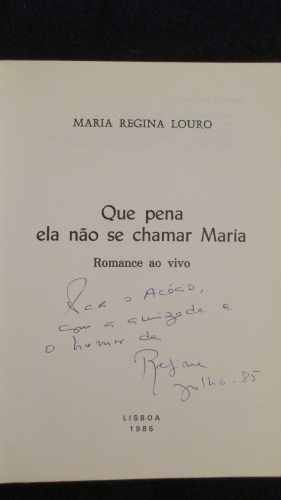 MARIA REGINA LOURO
Que pena
ela não se chamar Maria
Romance ao vivo
Para o Acácio,
com a amizade e
o humor da
Regina
julho-85
LISBOA
1985